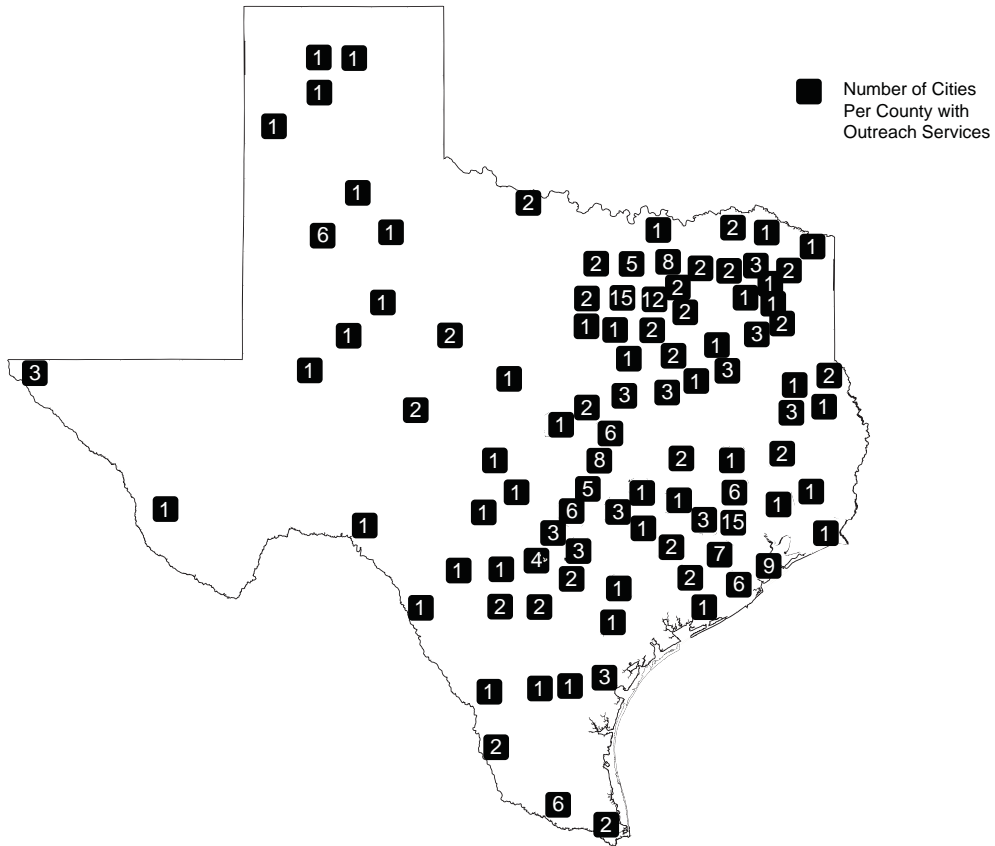 1 1
1
Number of Cities
Per County with
Outreach Services
1
1
2
6 1
1 2 1 1
2 5 8 2 2 3 2
1
2 15 12 2 1 1
1 2
1 1 2 3 2
1 2 1 1
3
1 2 1 3
3 1 2
1 3 3 1
2 2 3 1
1 6
1 8 2 1 2
1 5 1 1 6 1 1
1 1 6 3 3 15
1 3 1 2 7 1
1 1 4 3 9
2 2 6
1 2 2 1 1
1
1 1 1 3
2
6
2